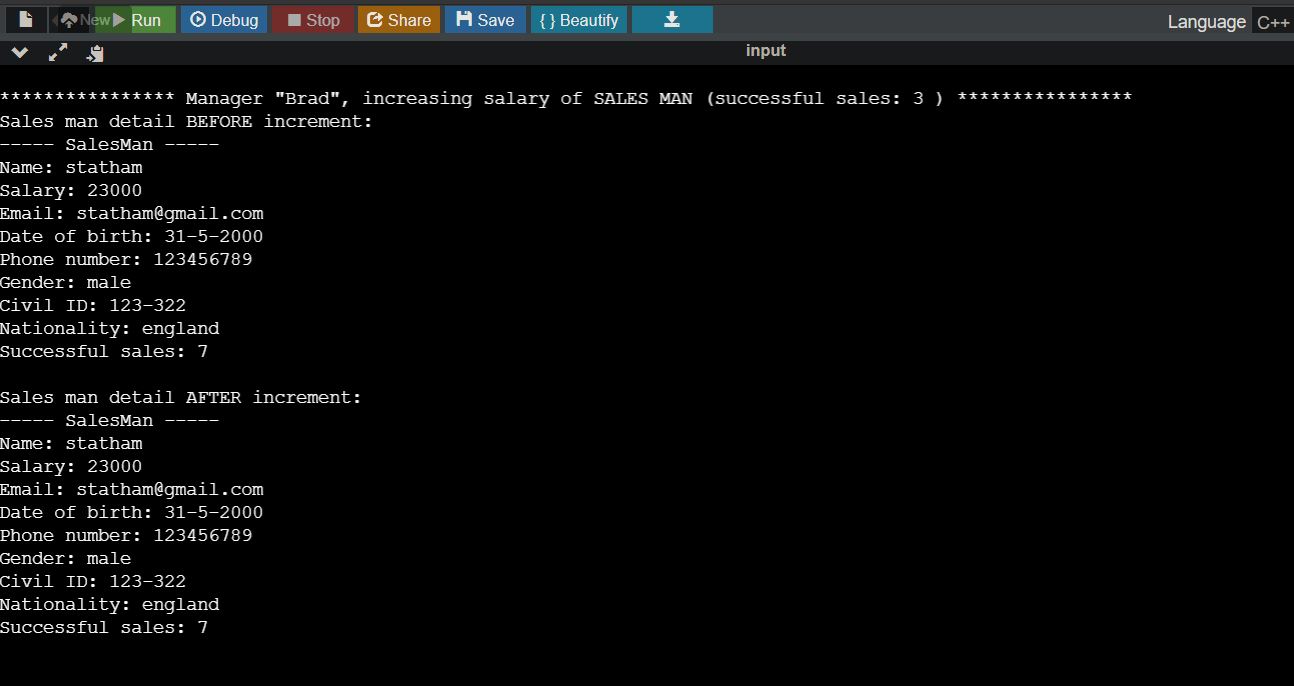 New Run Debug Stop Share Save { } Beautify Language C++
input
**************** Manager "Brad", increasing salary of SALES MAN (successful sales: 3 ) ****************
Sales man detail BEFORE increment:
----- SalesMan -----
Name: statham
Salary: 23000
Email: statham@gmail.com
Date of birth: 31-5-2000
Phone number: 123456789
Gender: male
Civil ID: 123-322
Nationality: england
Successful sales: 7
Sales man detail AFTER increment:
----- SalesMan -----
Name: statham
Salary: 23000
Email: statham@gmail.com
Date of birth: 31-5-2000
Phone number: 123456789
Gender: male
Civil ID: 123-322
Nationality: england
Successful sales: 7